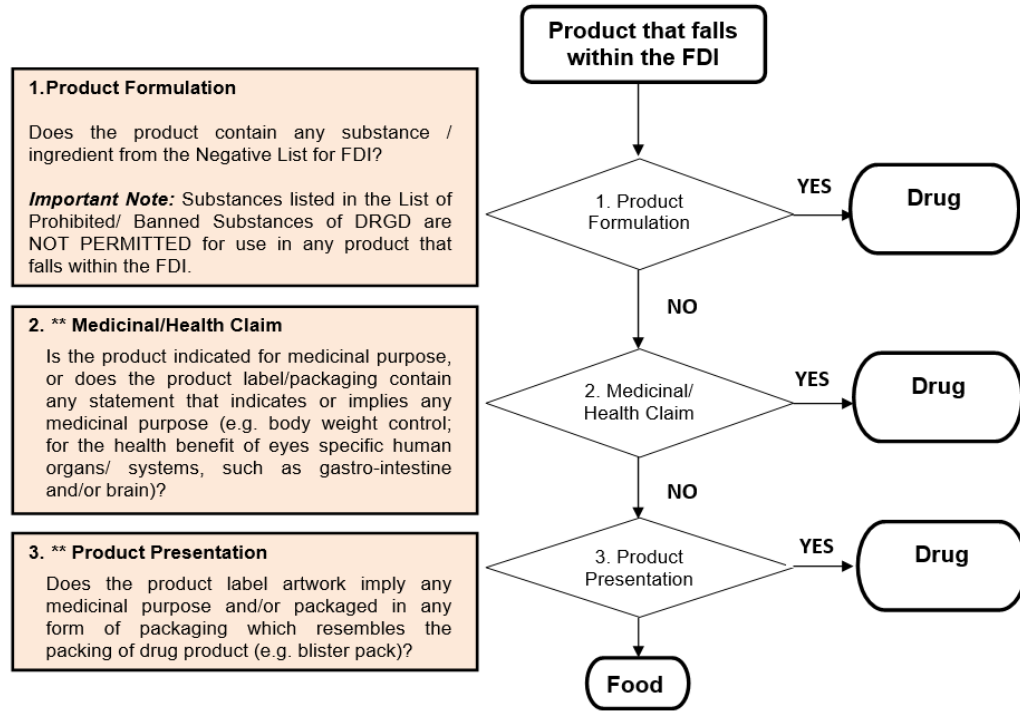 Product that falls
within the FDI
1.Product Formulation
Does the product contain any substance /
ingredient from the Negative List for FDI?
Important Note: Substances listed in the List of
Prohibited/ Banned Substances of DRGD are
NOT PERMITTED for use in any product that
falls within the FDI.
1. Product
Formulation
YES
Drug
NO
2. ** Medicinal/Health Claim
Is the product indicated for medicinal purpose,
or does the product label/packaging contain
any statement that indicates or implies any
medicinal purpose (e.g. body weight control;
for the health benefit of eyes specific human
organs/ systems, such as gastro-intestine
and/or brain)?
2. Medicinal/
Health Claim
YES
Drug
NO
3. ** Product Presentation
Does the product label artwork imply any
medicinal purpose and/or packaged in any
form of packaging which resembles the
packing of drug product (e.g. blister pack)?
3. Product
Presentation
YES
Drug
Food